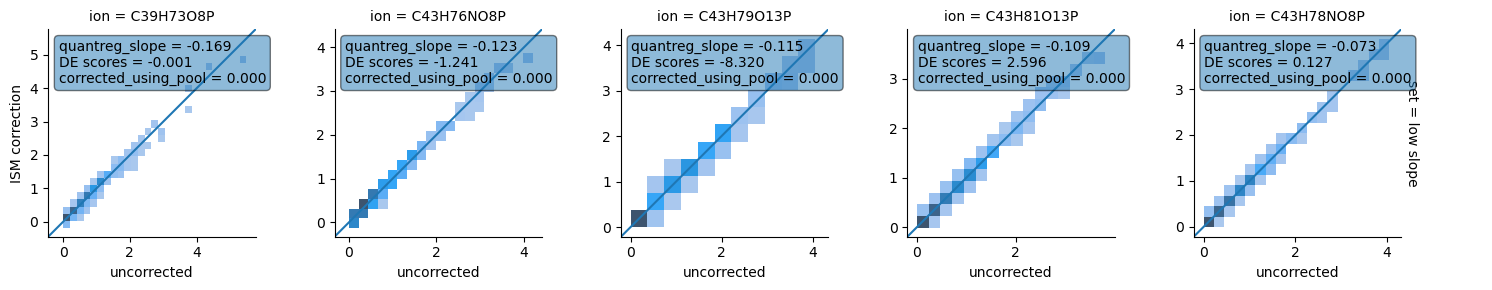 ion = C39H73O8P
quantreg_slope = -0.169
DE scores = -0.001
corrected_using_pool = 0.000
ISM correction
5
4
3
2
1
0
0 2 4
uncorrected
ion = C43H76NO8P
quantreg_slope = -0.123
DE scores = -1.241
corrected_using_pool = 0.000
4
3
2
1
0
0 2 4
uncorrected
ion = C43H79O13P
quantreg_slope = -0.115
DE scores = -8.320
corrected_using_pool = 0.000
4
3
2
1
0
0 2 4
uncorrected
ion = C43H81O13P
quantreg_slope = -0.109
DE scores = 2.596
corrected_using_pool = 0.000
3
2
1
0
0 2
uncorrected
ion = C43H78NO8P
quantreg_slope = -0.073
DE scores = 0.127
corrected_using_pool = 0.000
4
3
2
1
0
0 2 4
uncorrected
set = low slope